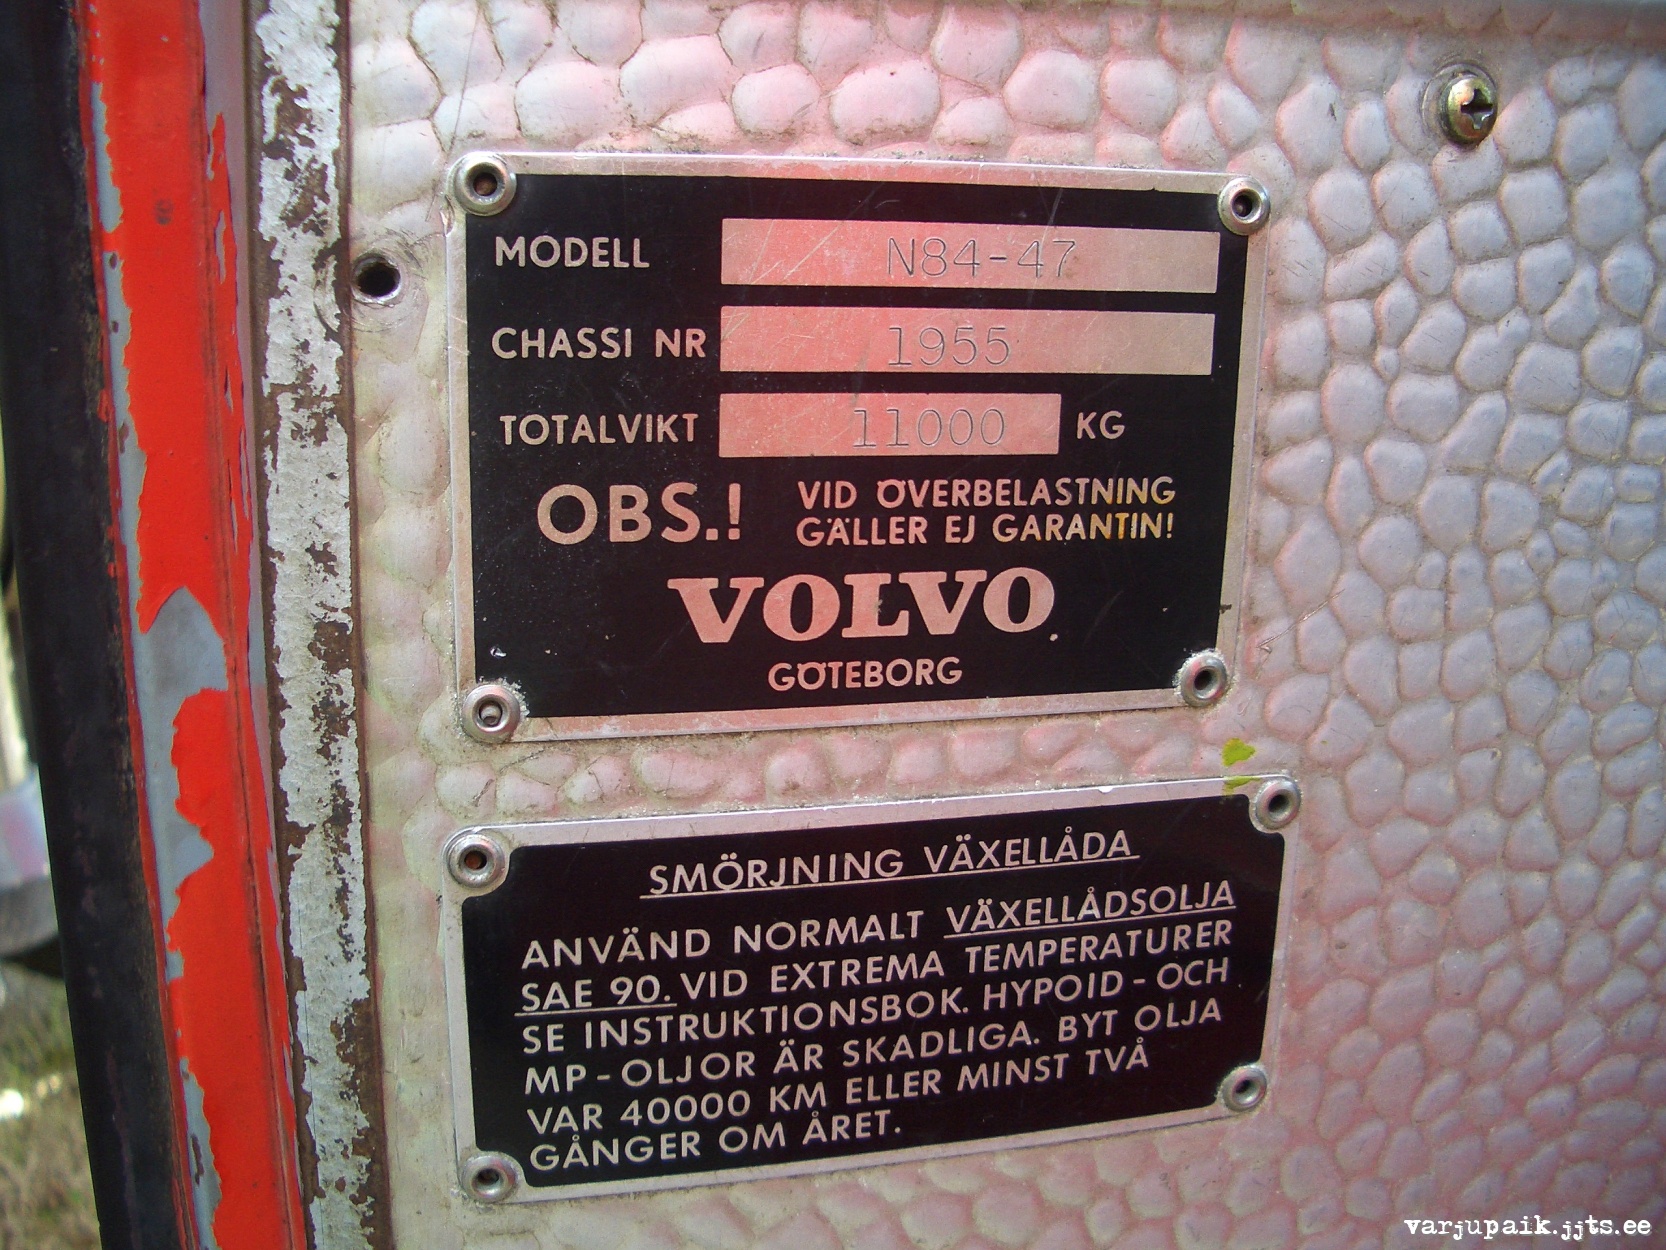 MODELL N84-47
CHASSI NR 1955
TOTALVIKT 11000 KG
OBS.! VID ÖVERBELASTNING
GÄLLER EJ GARANTIN!
VOLVO
GÖTEBORG
SMÖRJNING VÄXELLÅDA
ANVÄND NORMALT VÄXELLÅDSOLJA
SAE 90. VID EXTREMA TEMPERATURER
SE INSTRUKTIONSBOK. HYPOID - OCH
MP - OLJOR ÄR SKADLIGA. BYT OLJA
VAR 40000 KM ELLER MINST TVÅ
GÅNGER OM ÅRET.
varjupaik.jjts.ee